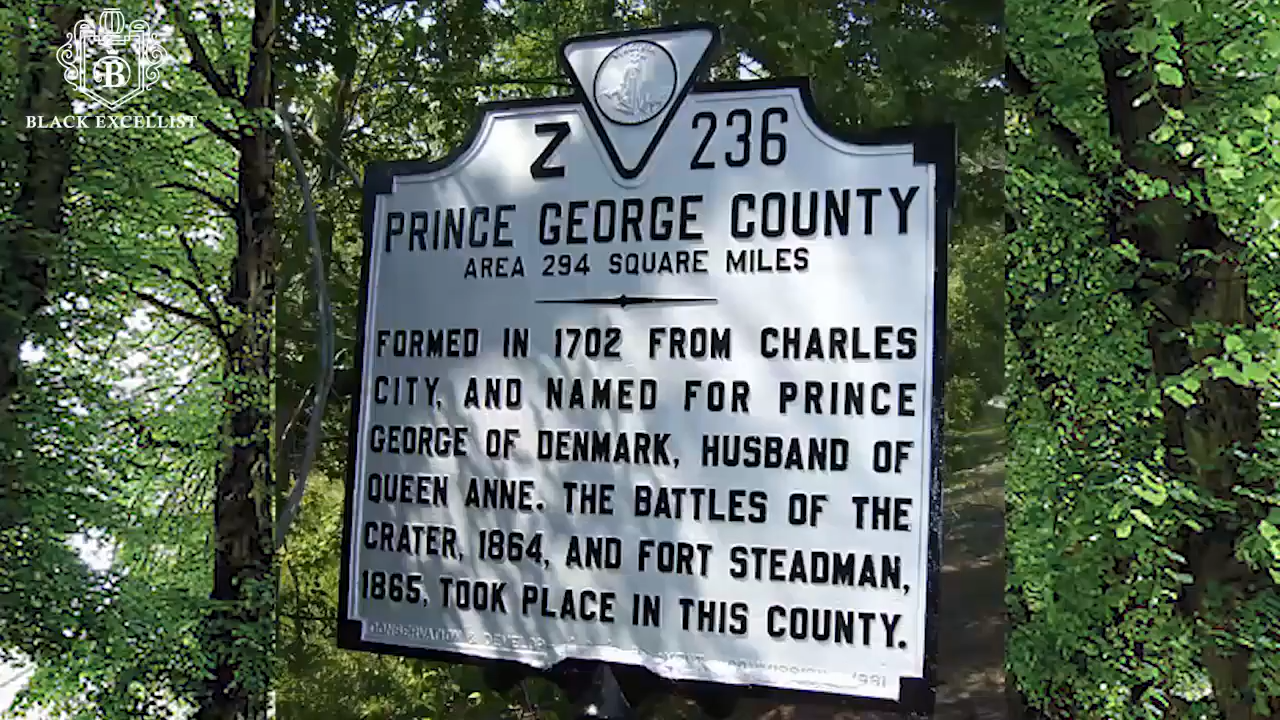 B
BLACK EXCELLIST
Z 236
PRINCE GEORGE COUNTY
AREA 294 SQUARE MILES
FORMED IN 1702 FROM CHARLES
CITY, AND NAMED FOR PRINCE
GEORGE OF DENMARK, HUSBAND OF
QUEEN ANNE. THE BATTLES OF THE
CRATER, 1864, AND FORT STEADMAN,
1865, TOOK PLACE IN THIS COUNTY.
CONSERVATION & 1981